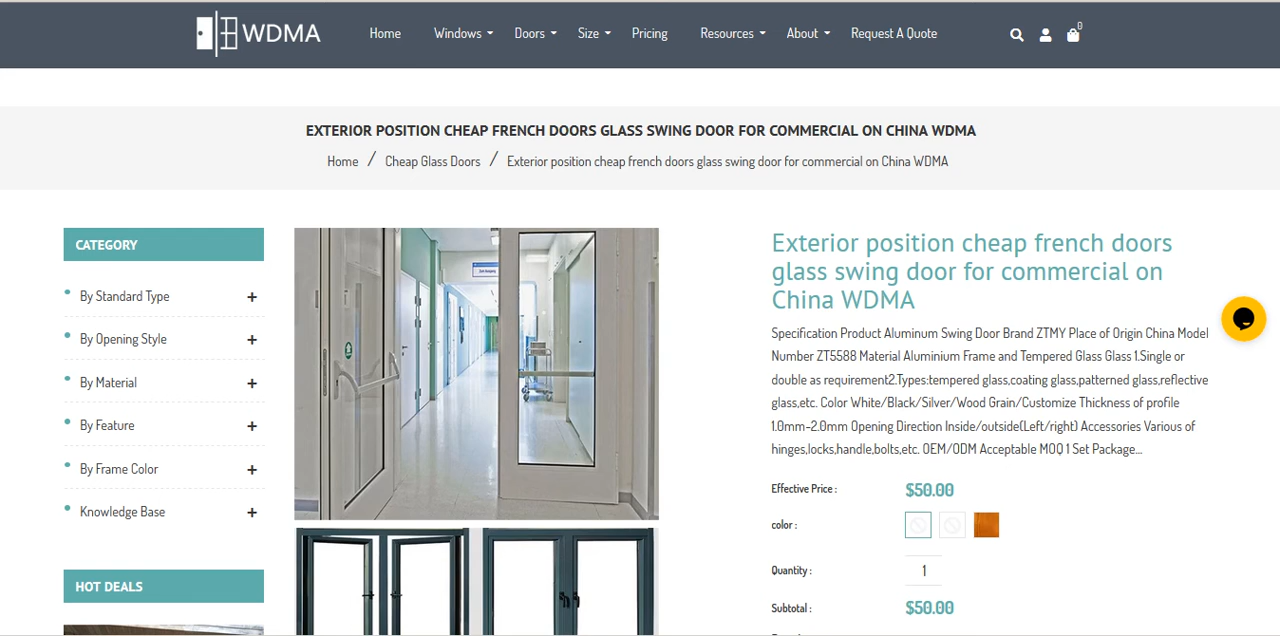 WDMA
Home Windows Doors Size Pricing Resources About Request A Quote 0
EXTERIOR POSITION CHEAP FRENCH DOORS GLASS SWING DOOR FOR COMMERCIAL ON CHINA WDMA
Home / Cheap Glass Doors / Exterior position cheap french doors glass swing door for commercial on China WDMA
CATEGORY
By Standard Type +
By Opening Style +
By Material +
By Feature +
By Frame Color +
Knowledge Base +
HOT DEALS
Exterior position cheap french doors
glass swing door for commercial on
China WDMA
Specification Product Aluminum Swing Door Brand ZTMY Place of Origin China Model
Number ZT5588 Material Aluminium Frame and Tempered Glass Glass 1.Single or
double as requirement2.Types:tempered glass,coating glass,patterned glass,reflective
glass,etc. Color White/Black/Silver/Wood Grain/Customize Thickness of profile
1.0mm-2.0mm Opening Direction Inside/outside(Left/right) Accessories Various of
hinges,locks,handle,bolts,etc. OEM/ODM Acceptable MOQ 1 Set Package...
Effective Price : $50.00
color :
Quantity : 1
Subtotal : $50.00